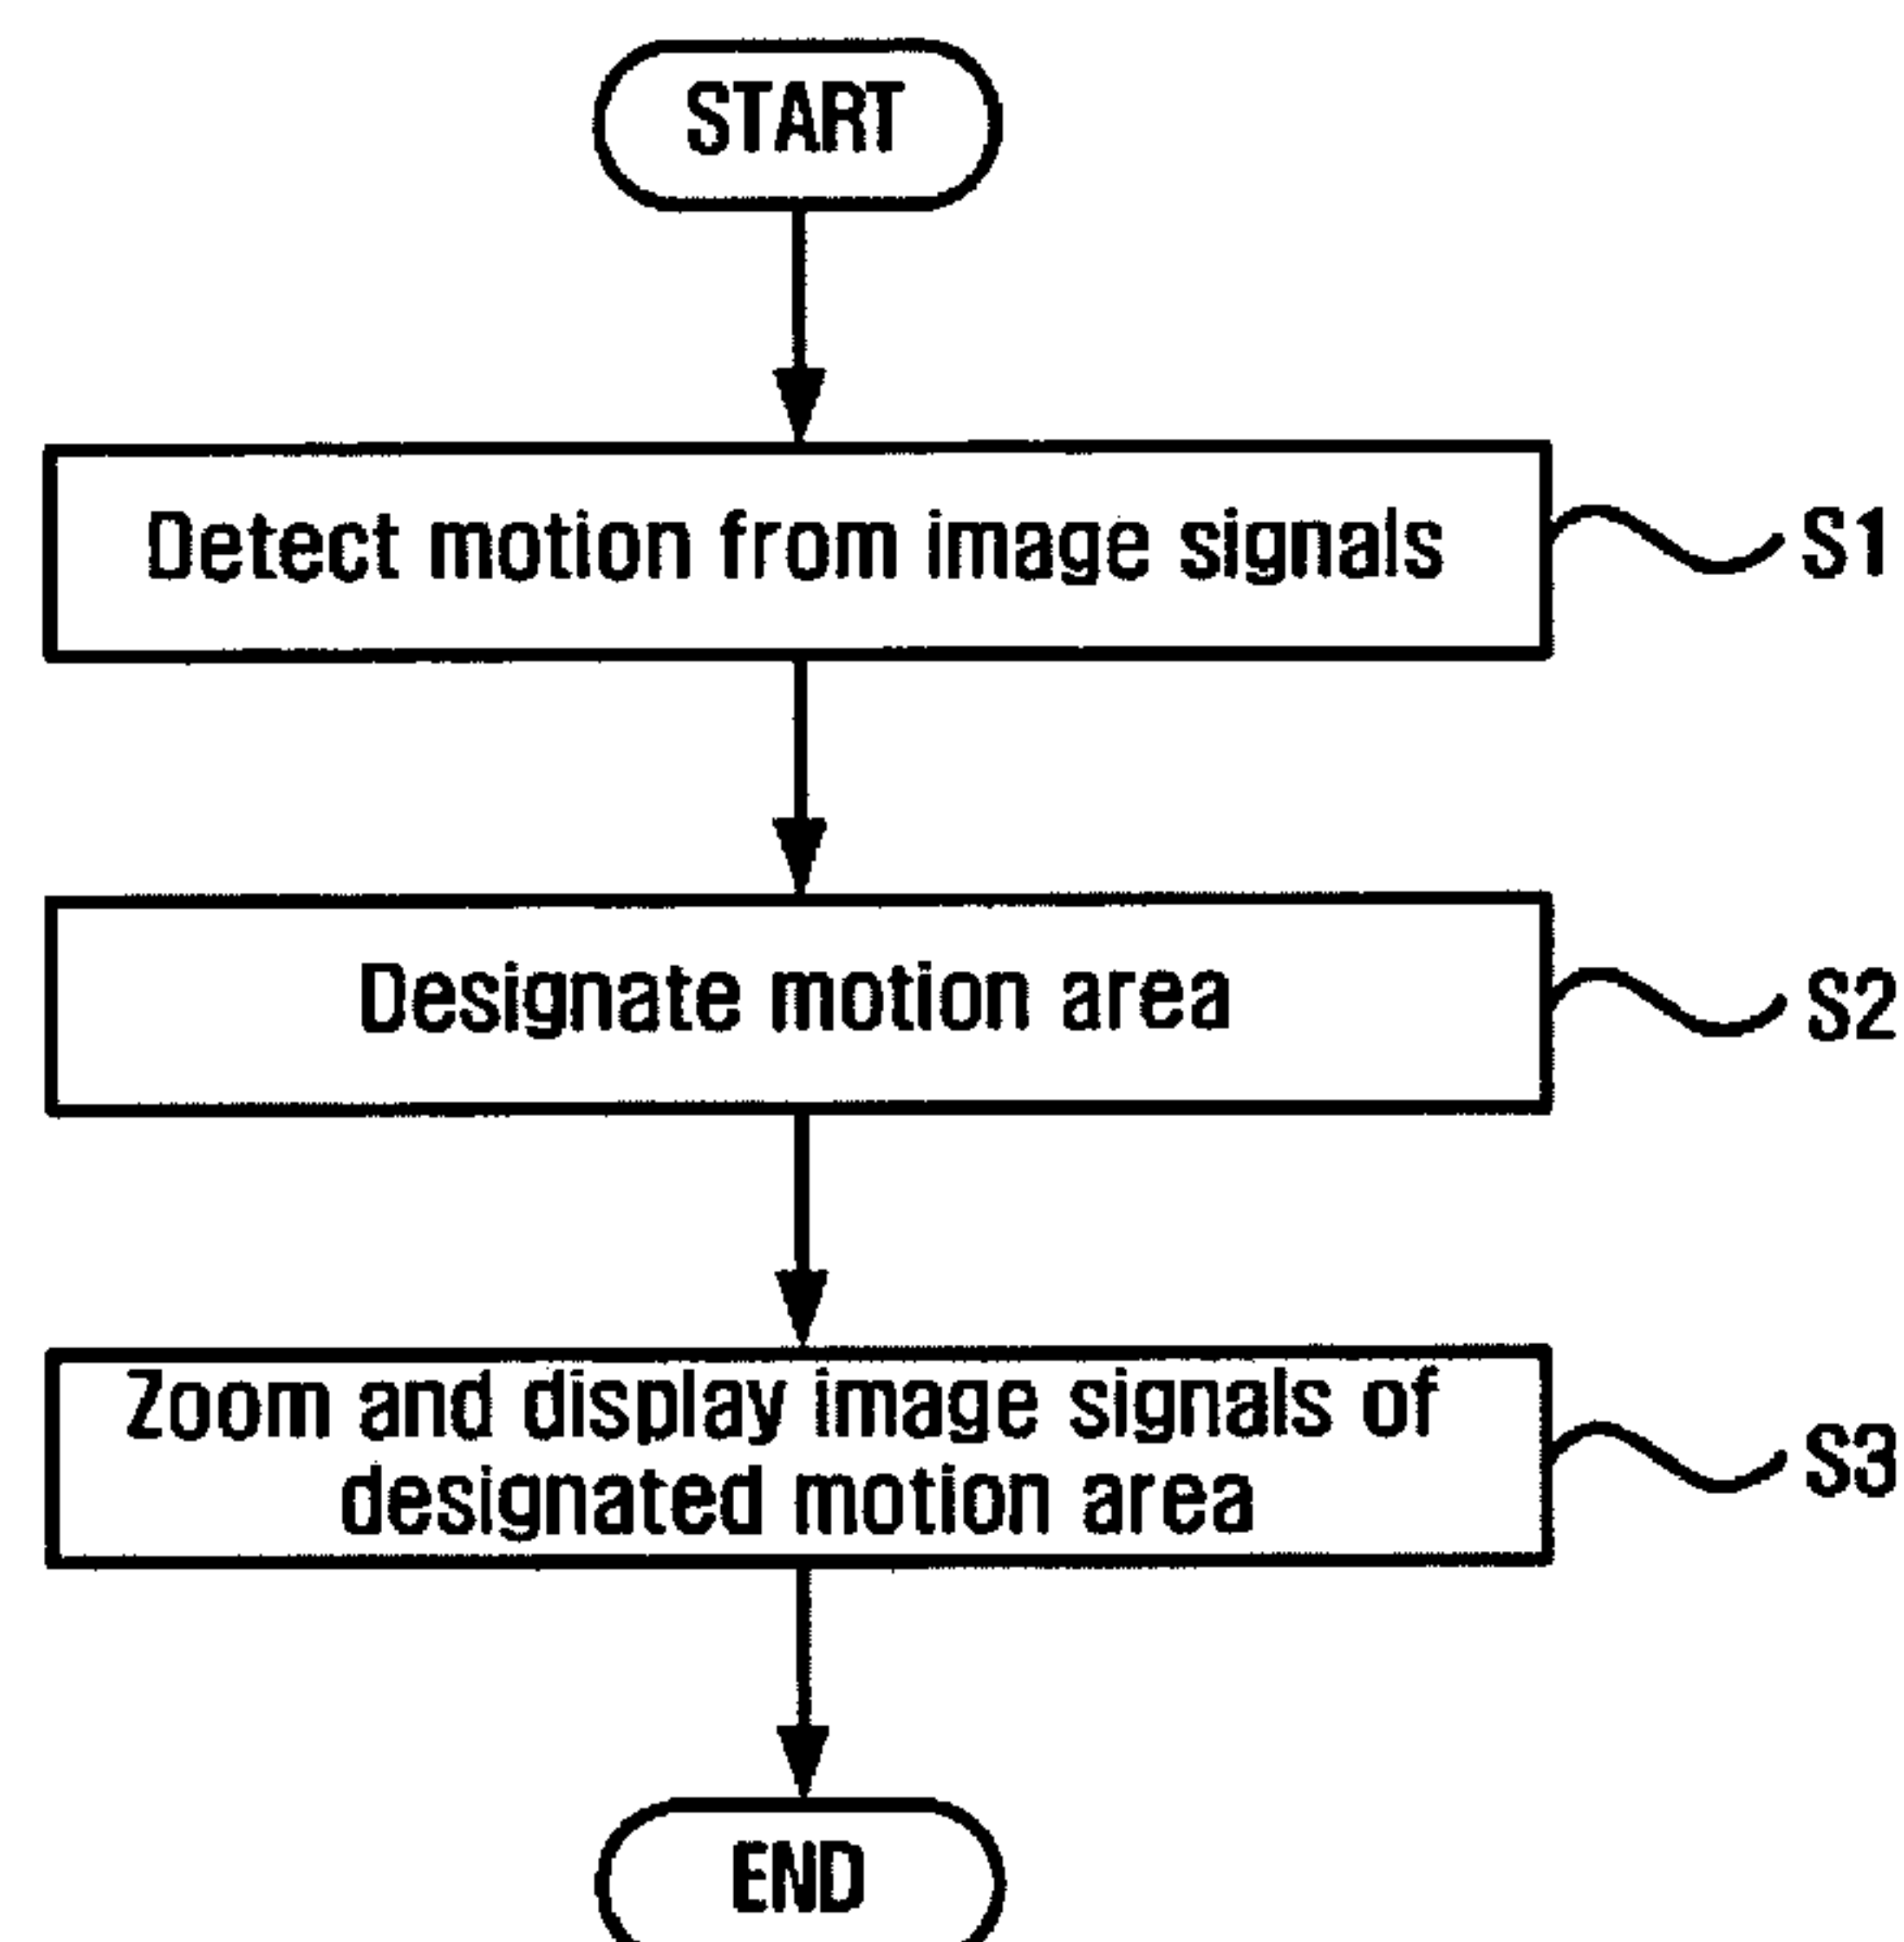 START
Detect motion from image signals
S1
Designate motion area
S2
Zoom and display image signals of
designated motion area
S3
END